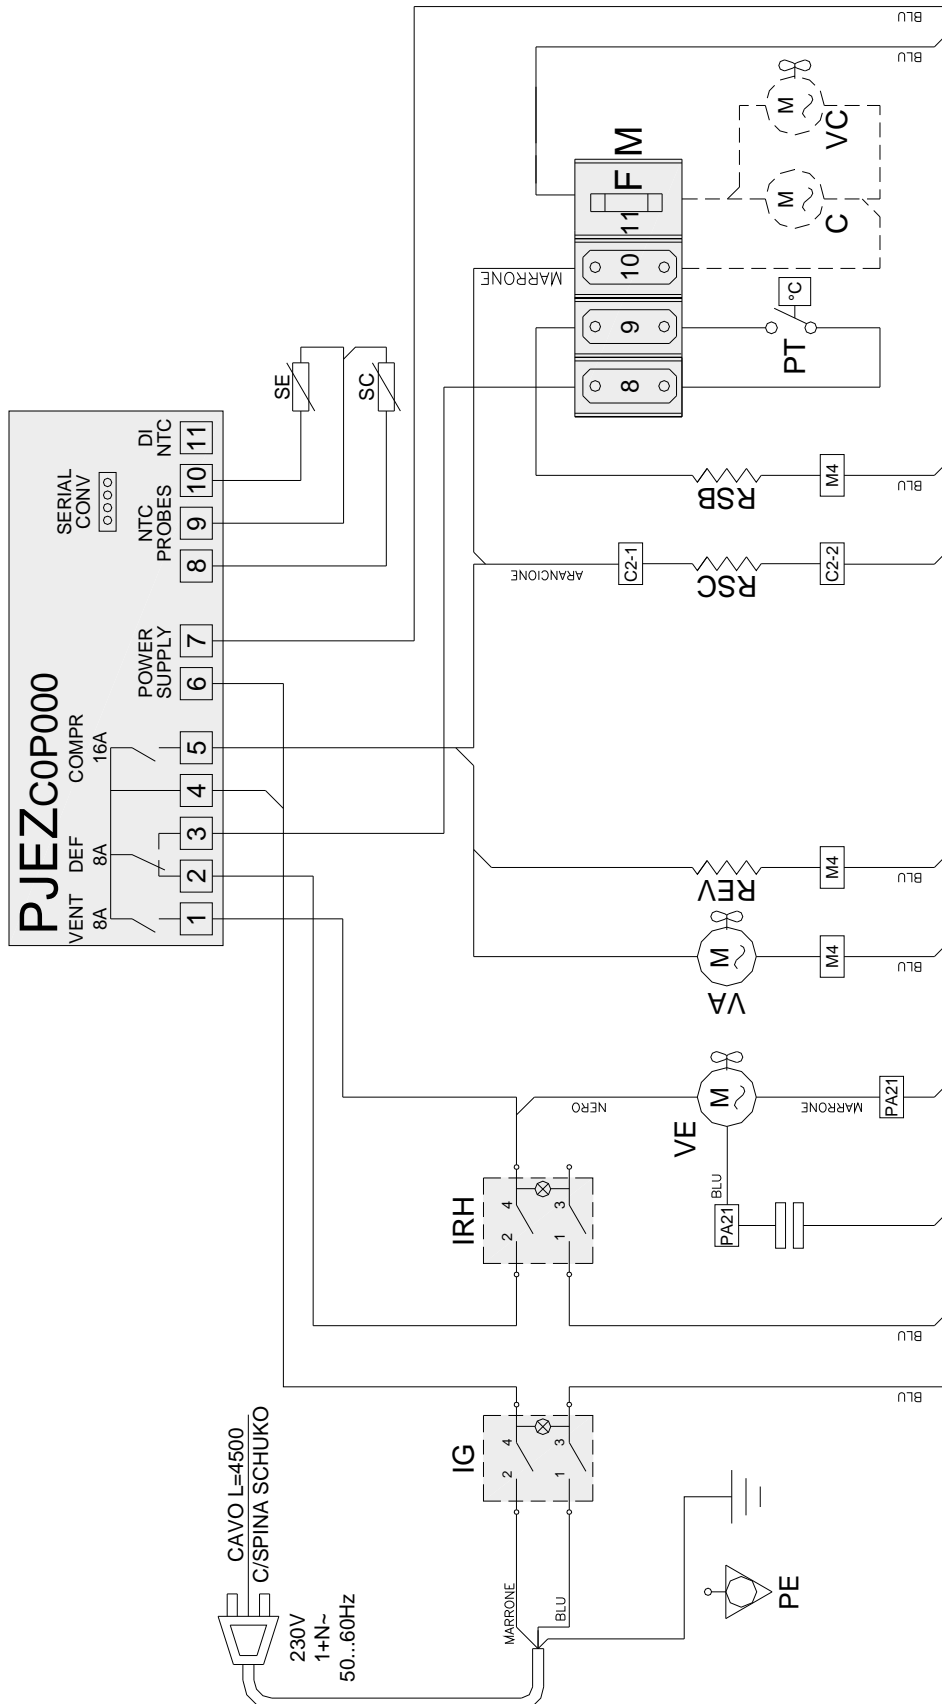 PJEZC0P000
VENT
8A
DEF
8A
COMPR
16A
POWER
SUPPLY
NTC
PROBES
DI
NTC
SERIAL
CONV
1
2
3
4
5
6
7
8
9
10
11
SE
SC
CAVO L=4500
C/SPINA SCHUKO
230V
1+N~
50...60Hz
MARRONE
BLU
IG
2
4
1
3
BLU
PE
IRH
2
4
1
3
BLU
NERO
VE
M
MARRONE
PA21
BLU
PA21
VA
M
M4
BLU
REV
M4
BLU
ARANCIONE
C2-1
RSC
C2-2
RSB
M4
BLU
MARRONE
8
9
10
11
F
M
PT
°C
C
M
VC
M
BLU
BLU